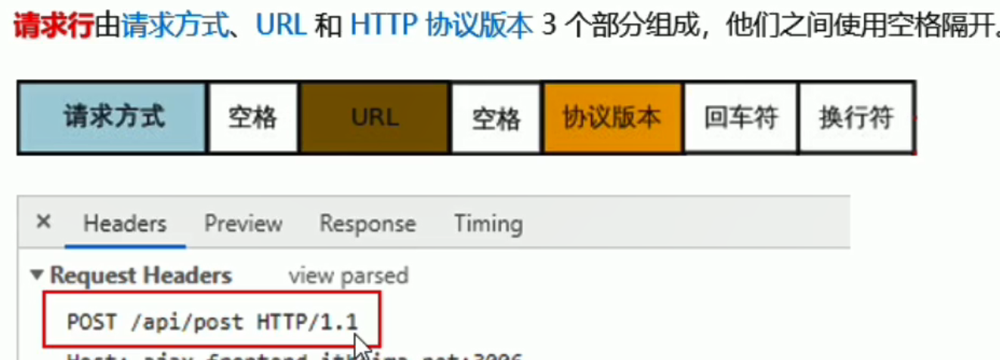 请求行由请求方式、URL 和 HTTP 协议版本 3 个部分组成，他们之间使用空格隔开。
请求方式 空格 URL 空格 协议版本 回车符 换行符
× Headers Preview Response Timing
▼ Request Headers view parsed
POST /api/post HTTP/1.1
Host: